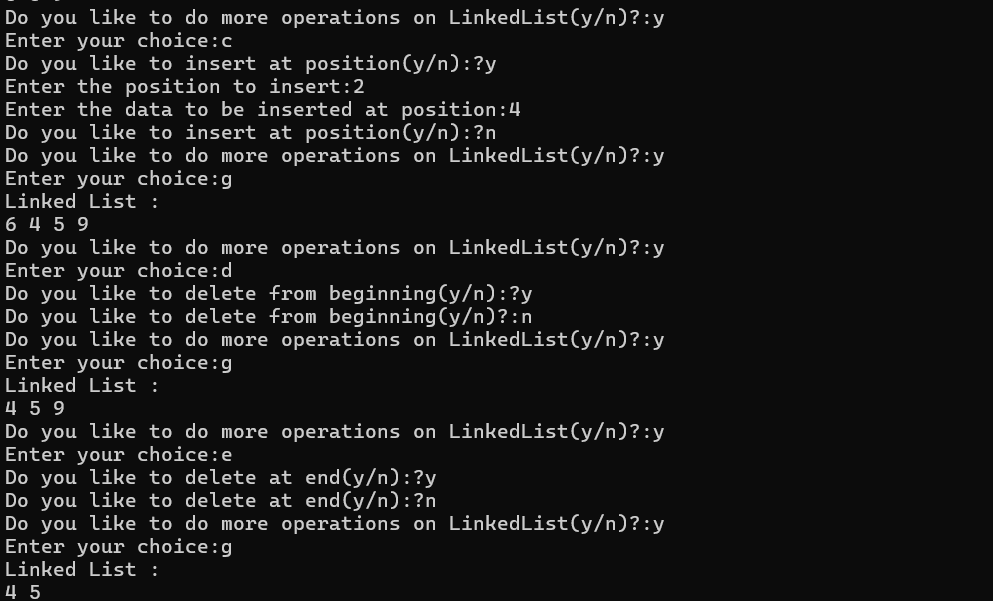 Do you like to do more operations on LinkedList(y/n)?:y
Enter your choice:c
Do you like to insert at position(y/n):?y
Enter the position to insert:2
Enter the data to be inserted at position:4
Do you like to insert at position(y/n):?n
Do you like to do more operations on LinkedList(y/n)?:y
Enter your choice:g
Linked List :
6 4 5 9
Do you like to do more operations on LinkedList(y/n)?:y
Enter your choice:d
Do you like to delete from beginning(y/n):?y
Do you like to delete from beginning(y/n)?:n
Do you like to do more operations on LinkedList(y/n)?:y
Enter your choice:g
Linked List :
4 5 9
Do you like to do more operations on LinkedList(y/n)?:y
Enter your choice:e
Do you like to delete at end(y/n):?y
Do you like to delete at end(y/n):?n
Do you like to do more operations on LinkedList(y/n)?:y
Enter your choice:g
Linked List :
4 5